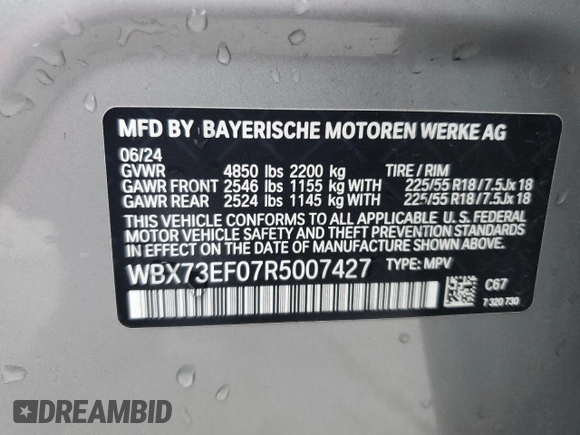 MFD BY BAYERISCHE MOTOREN WERKE AG
06/24
GVWR 4850 lbs 2200 kg TIRE / RIM
GAWR FRONT 2546 lbs 1155 kg WITH 225/55 R18/7.5Jx18
GAWR REAR 2524 lbs 1145 kg WITH 225/55 R18/7.5Jx18
THIS VEHICLE CONFORMS TO ALL APPLICABLE U. S. FEDERAL
MOTOR VEHICLE SAFETY AND THEFT PREVENTION
STANDARDS IN EFFECT ON THE DATE OF MANUFACTURE
SHOWN ABOVE.
WBX73EF07R5007427 TYPE: MPV
C67
7 320 730
DREAMBID